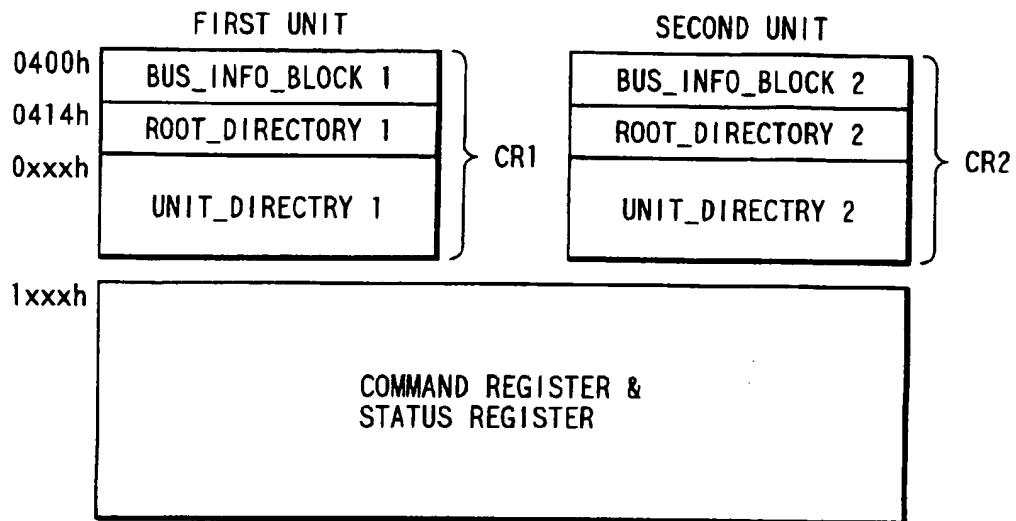 FIRST UNIT
SECOND UNIT
0400h
BUS_INFO_BLOCK 1
BUS_INFO_BLOCK 2
0414h
ROOT_DIRECTORY 1
ROOT_DIRECTORY 2
0xxxh
CR1
CR2
UNIT_DIRECTRY 1
UNIT_DIRECTRY 2
1xxxh
COMMAND REGISTER &
STATUS REGISTER